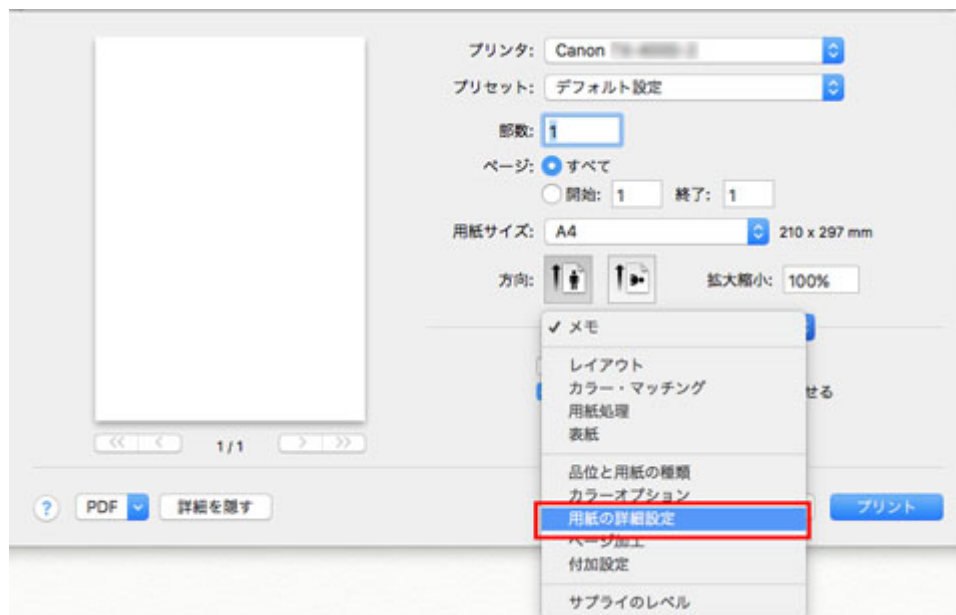 プリンタ: Canon
プリセット: デフォルト設定
部数: 1
ページ: すべて
開始: 1 終了: 1
用紙サイズ: A4 210 x 297 mm
方向: 拡大縮小: 100%
✓ メモ
レイアウト
カラー・マッチング
せる
用紙処理
表紙
<< < 1 / 1 > >>
品位と用紙の種類
カラーオプション
? PDF 詳細を隠す プリント
用紙の詳細設定
ページ加工
付加設定
サプライのレベル